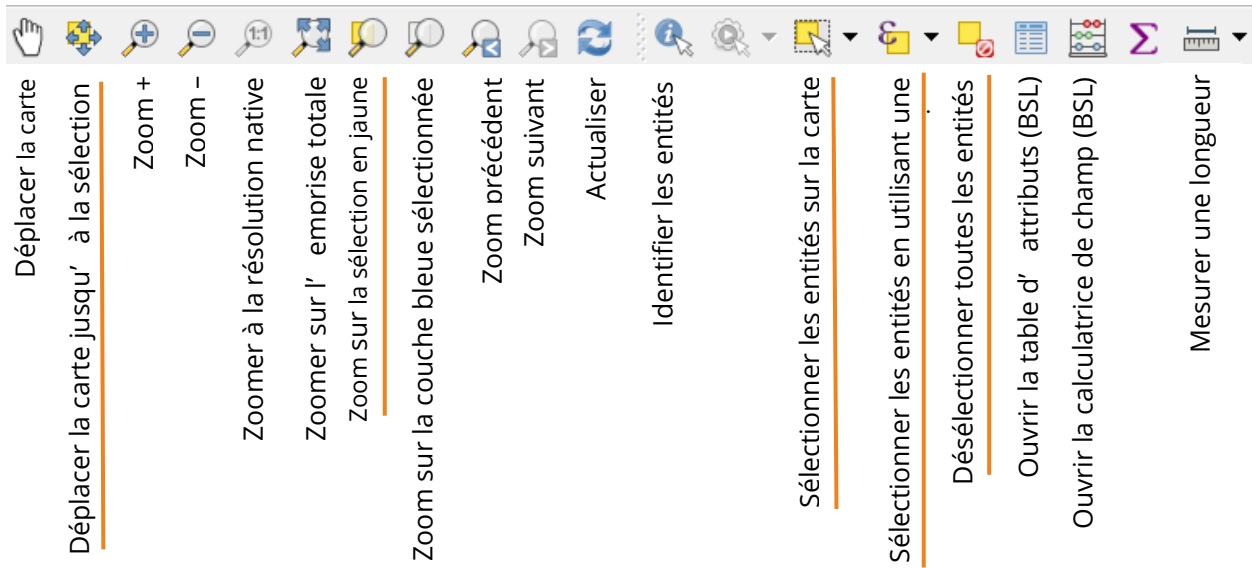 1:1
ε
Σ
Déplacer la carte
Déplacer la carte jusqu’ à la sélection
Zoom +
Zoom –
Zoomer à la résolution native
Zoomer sur l’ emprise totale
Zoom sur la sélection en jaune
Zoom sur la couche bleue sélectionnée
Zoom précédent
Zoom suivant
Actualiser
Identifier les entités
Sélectionner les entités sur la carte
Sélectionner les entités en utilisant une
Désélectionner toutes les entités
Ouvrir la table d’ attributs (BSL)
Ouvrir la calculatrice de champ (BSL)
Mesurer une longueur